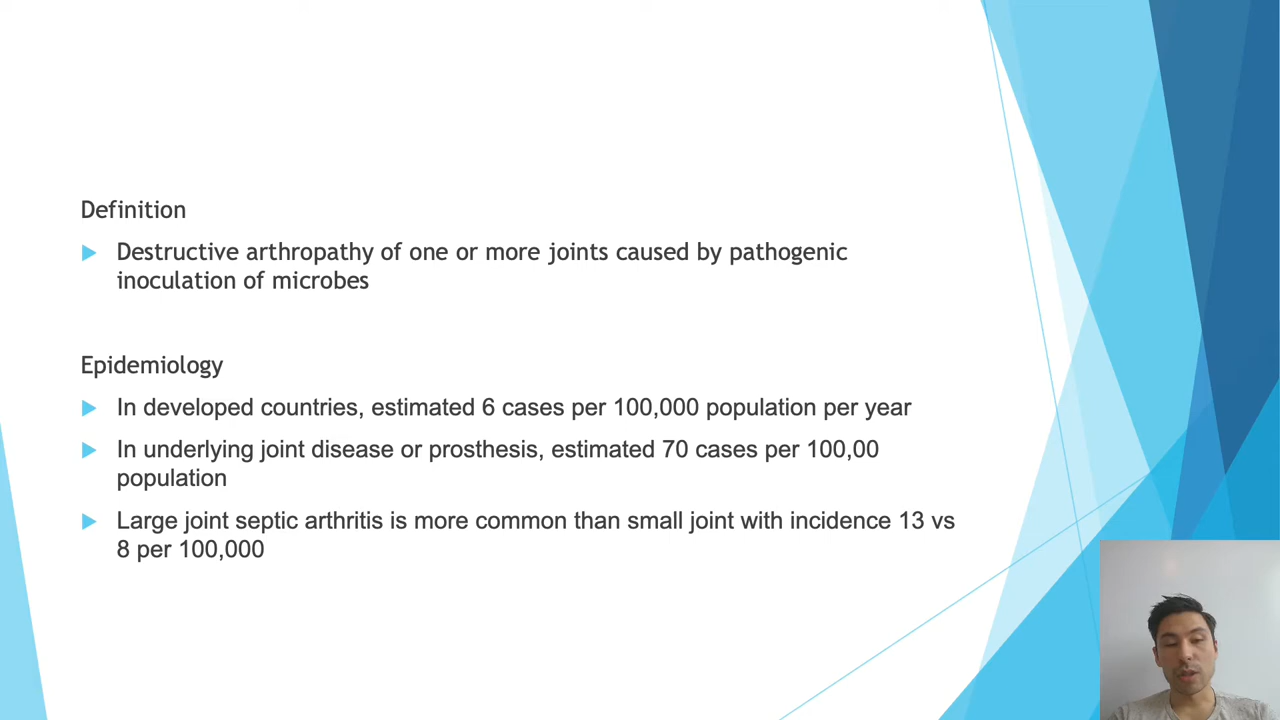 Definition
Destructive arthropathy of one or more joints caused by pathogenic
inoculation of microbes
Epidemiology
In developed countries, estimated 6 cases per 100,000 population per year
In underlying joint disease or prosthesis, estimated 70 cases per 100,00
population
Large joint septic arthritis is more common than small joint with incidence 13 vs
8 per 100,000